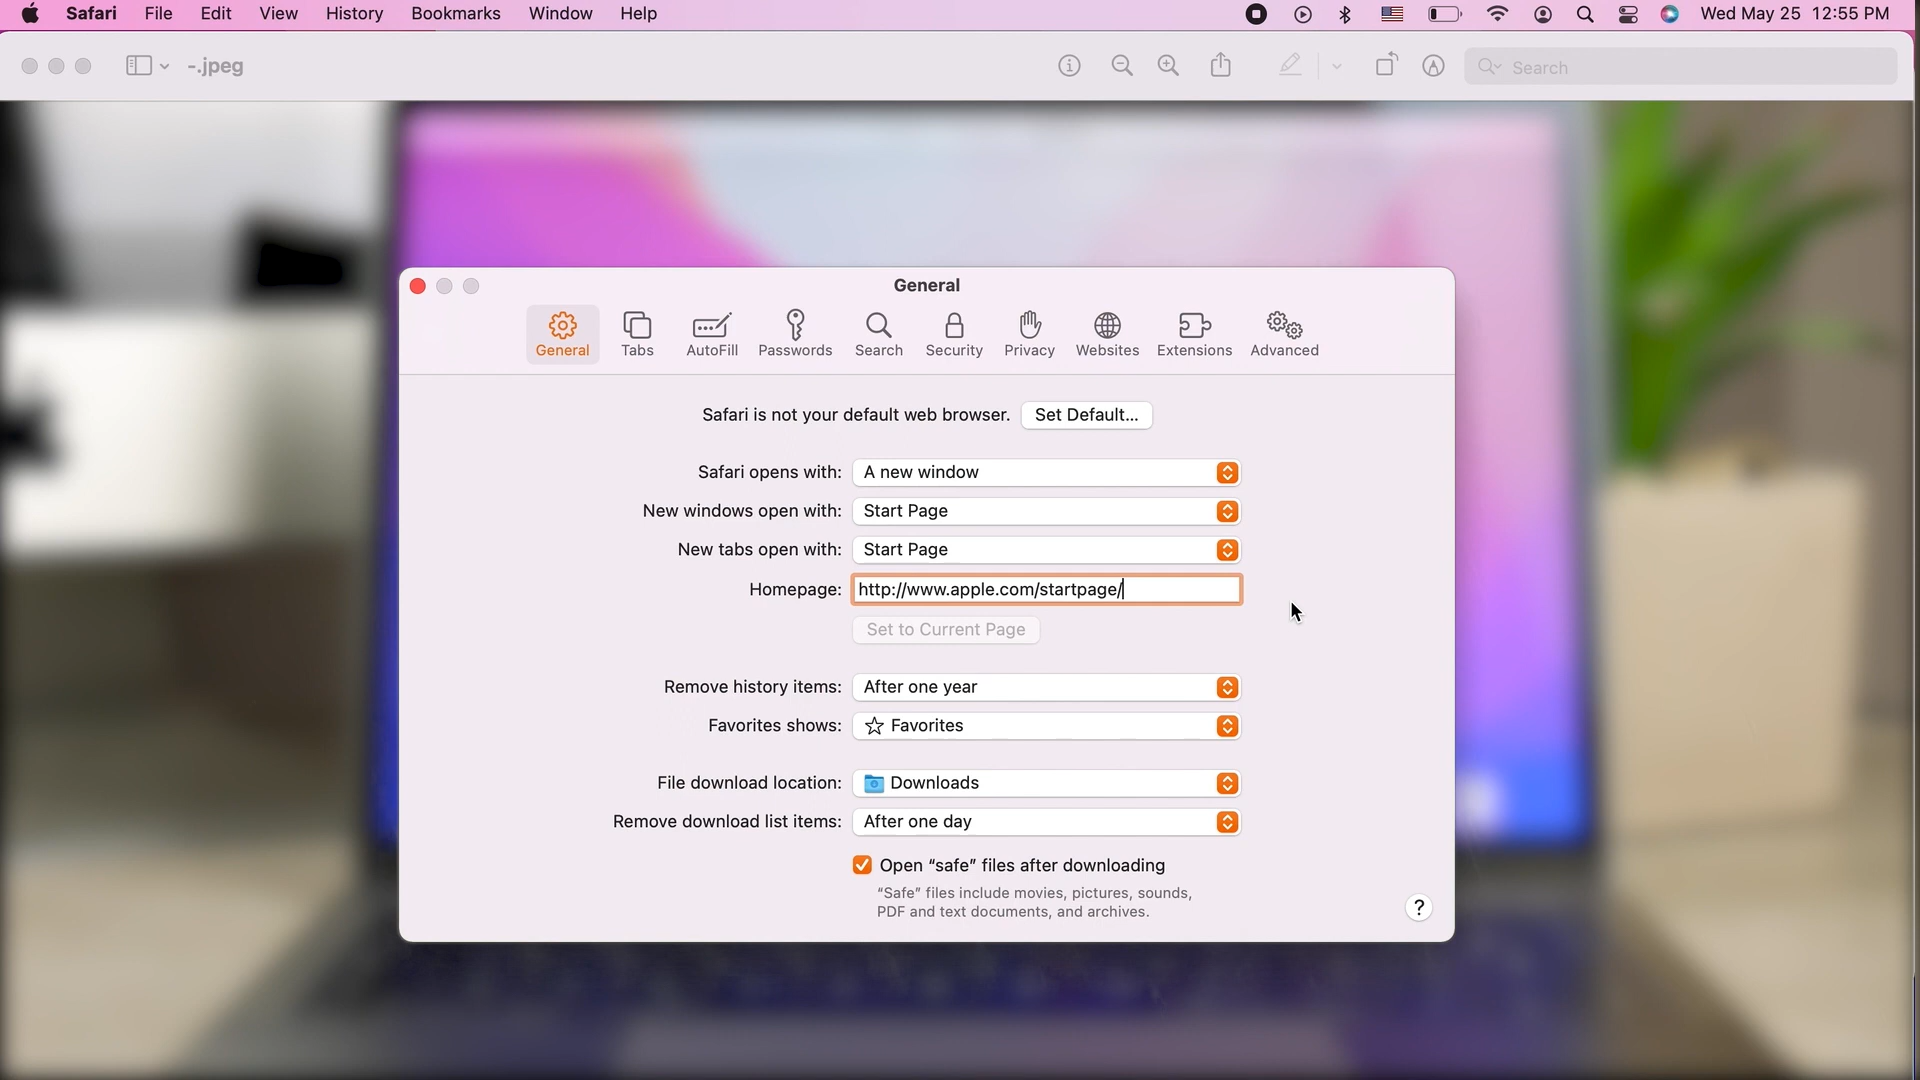 Safari File Edit View History Bookmarks Window Help Wed May 25 12:55 PM
-.jpeg Search
General
General Tabs AutoFill Passwords Search Security Privacy Websites Extensions Advanced
Safari is not your default web browser. Set Default...
Safari opens with: A new window
New windows open with: Start Page
New tabs open with: Start Page
Homepage: http://www.apple.com/startpage/
Set to Current Page
Remove history items: After one year
Favorites shows: Favorites
File download location: Downloads
Remove download list items: After one day
Open “safe” files after downloading
“Safe” files include movies, pictures, sounds,
PDF and text documents, and archives.
?